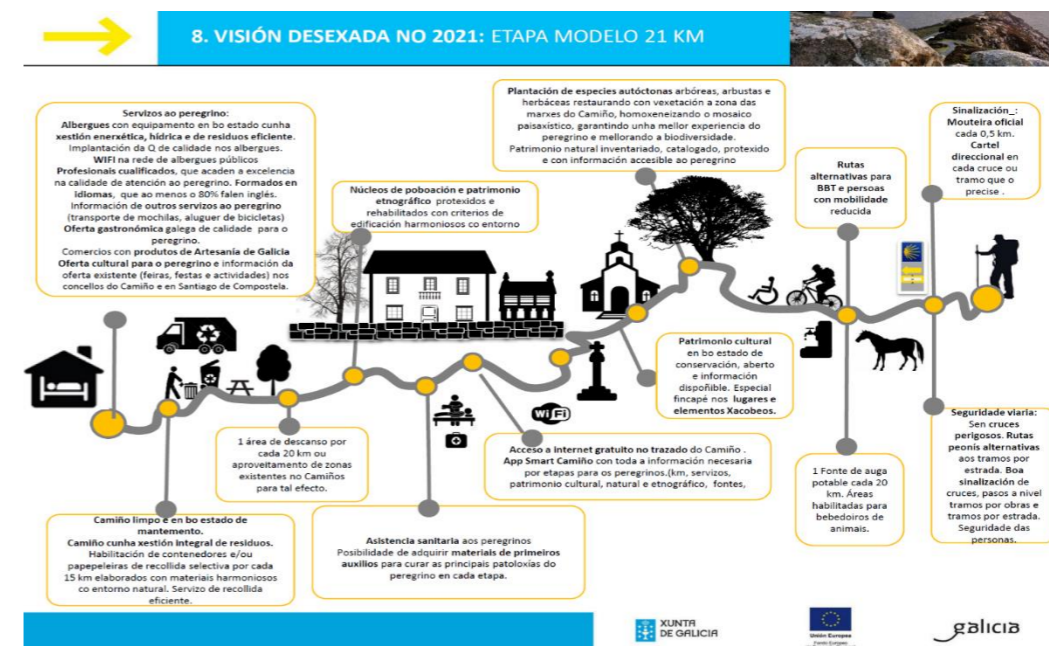 8. VISIÓN DESEXADA NO 2021: ETAPA MODELO 21 KM
Servizos ao peregrino:
Albergues con equipamento en bo estado cunha
xestión enerxética, hídrica e de residuos eficiente.
Implantación da Q de calidade nos albergues.
WIFI na rede de albergues públicos
Profesionais cualificados, que acaden a excelencia
na calidade de atención ao peregrino. Formados en
Idiomas, que ao menos o 80% falen inglés.
Información de outros servizos ao peregrino
(transporte de mochilas, aluguer de bicicletas)
Oferta gastronómica galega de calidade para o
peregrino.
Comercios con produtos de Artesanía de Galicia
Oferta cultural para o peregrino e información da
oferta existente (feiras, festas e actividades) nos
concellos do Camiño e en Santiago de Compostela.
Núcleos de poboación e patrimonio
etnográfico protexidos e
rehabilitados con criterios de
edificación harmoniosos co entorno
Plantación de especies autóctonas arbóreas, arbustas e
herbáceas restaurando con vexetación a zona das
marxes do Camiño, homoxeneizando o mosaico
paisaxístico, garantindo unha mellor experiencia do
peregrino e mellorando a biodiversidade.
Patrimonio natural inventariado, catalogado, protexido
e con información accesible ao peregrino
Rutas
alternativas para
BBT e persoas
con mobilidade
reducida
Sinalización_:
Mouteira oficial
cada 0,5 km.
Cartel
direccional en
cada cruce ou
tramo que o
precise .
1 área de descanso por
cada 20 km ou
aproveitamento de zonas
existentes no Camiños
para tal efecto.
Camiño limpo e en bo estado de
mantemento.
Camiño cunha xestión integral de residuos.
Habilitación de contenedores e/ou
papepeleiras de recollida selectiva por cada
15 km elaborados con materiais harmoniosos
co entorno natural. Servizo de recollida
eficiente.
WiFi
Asistencia sanitaria aos peregrinos
Posibilidade de adquirir materiais de primeiros
auxilios para curar as principais patoloxías do
peregrino en cada etapa.
Acceso a Internet gratuito no trazado do Camiño .
App Smart Camiño con toda a información necesaria
por etapas para os peregrinos.(km, servizos,
patrimonio cultural, natural e etnográfico, fontes,
Patrimonio cultural
en bo estado de
conservación, aberto
e información
dispoñible. Especial
fincapé nos lugares e
elementos Xacobeos.
1 Fonte de auga
potable cada 20
km. Áreas
habilitadas para
bebedoiros de
animais.
Seguridade viaria:
Sen cruces
perigosos. Rutas
peonís alternativas
aos tramos por
estrada. Boa
sinalización de
cruces, pasos a nivel
tramos por obras e
tramos por estrada.
Seguridade das
personas.
XUNTA
DE GALICIA
Unión Europea
Fondo Europeo
galicia